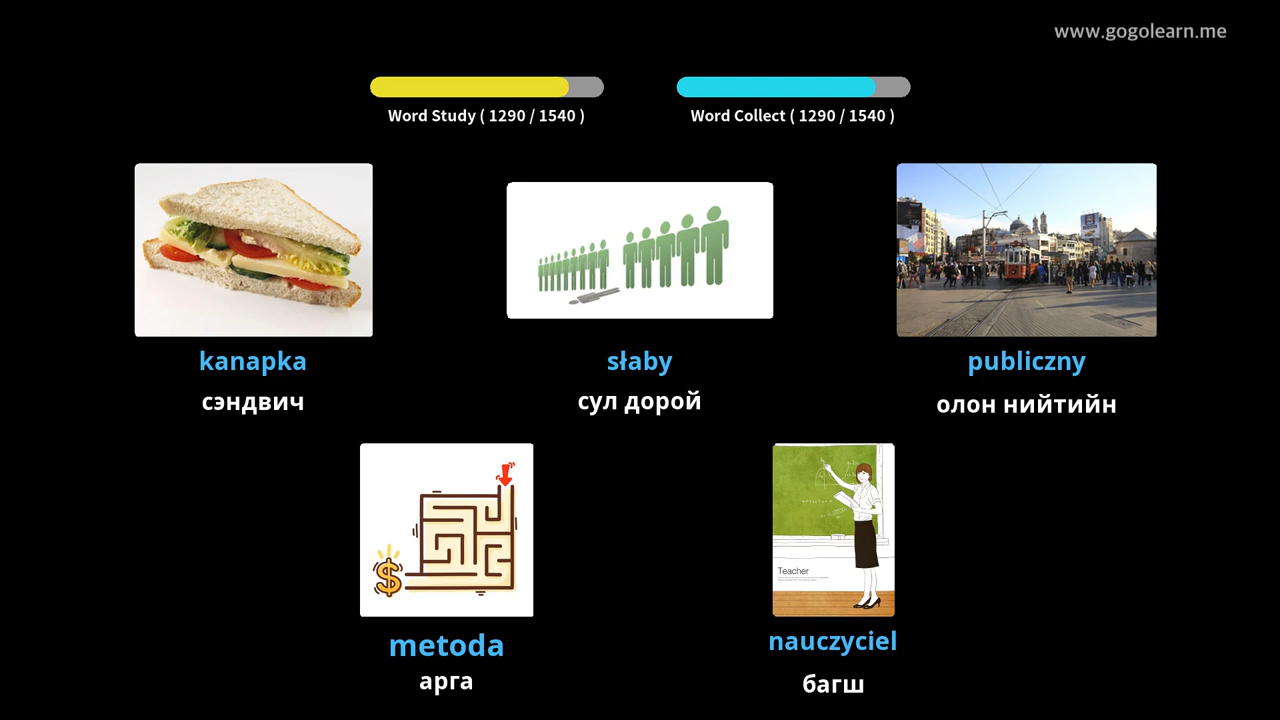 www.gogolearn.me
Word Study ( 1290 / 1540 )
Word Collect ( 1290 / 1540 )
kanapka
сэндвич
słaby
сул дорой
publiczny
олон нийтийн
metoda
арга
Teacher
nauczyciel
багш